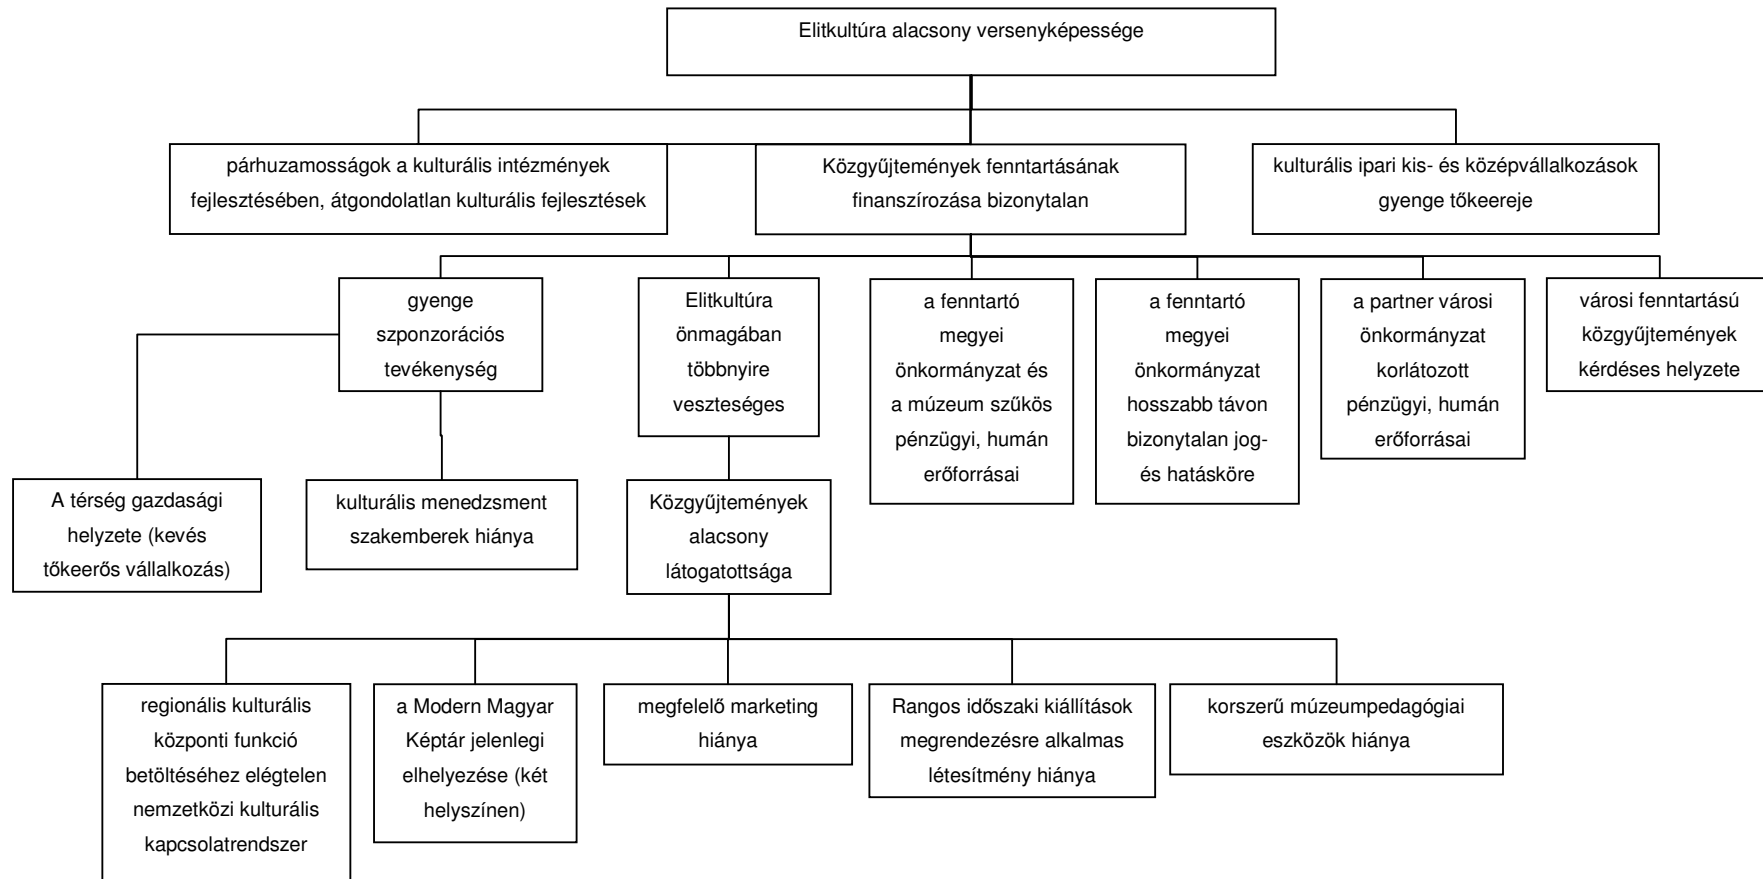 Elitkultúra alacsony versenyképessége
párhuzamosságok a kulturális intézmények
fejlesztésében, átgondolatlan kulturális fejlesztések
Közgyűjtemények fenntartásának
finanszírozása bizonytalan
kulturális ipari kis- és középvállalkozások
gyenge tőkeereje
gyenge
szponzorációs
tevékenység
Elitkultúra
önmagában
többnyire
veszteséges
a fenntartó
megyei
önkormányzat és
a múzeum szűkös
pénzügyi, humán
erőforrásai
a fenntartó
megyei
önkormányzat
hosszabb távon
bizonytalan jog-
és hatásköre
a partner városi
önkormányzat
korlátozott
pénzügyi, humán
erőforrásai
városi fenntartású
közgyűjtemények
kérdéses helyzete
A térség gazdasági
helyzete (kevés
tőkeerős vállalkozás)
kulturális menedzsment
szakemberek hiánya
Közgyűjtemények
alacsony
látogatottsága
regionális kulturális
központi funkció
betöltéséhez elégtelen
nemzetközi kulturális
kapcsolatrendszer
a Modern Magyar
Képtár jelenlegi
elhelyezése (két
helyszínen)
megfelelő marketing
hiánya
Rangos időszaki kiállítások
megrendezésre alkalmas
létesítmény hiánya
korszerű múzeumpedagógiai
eszközök hiánya